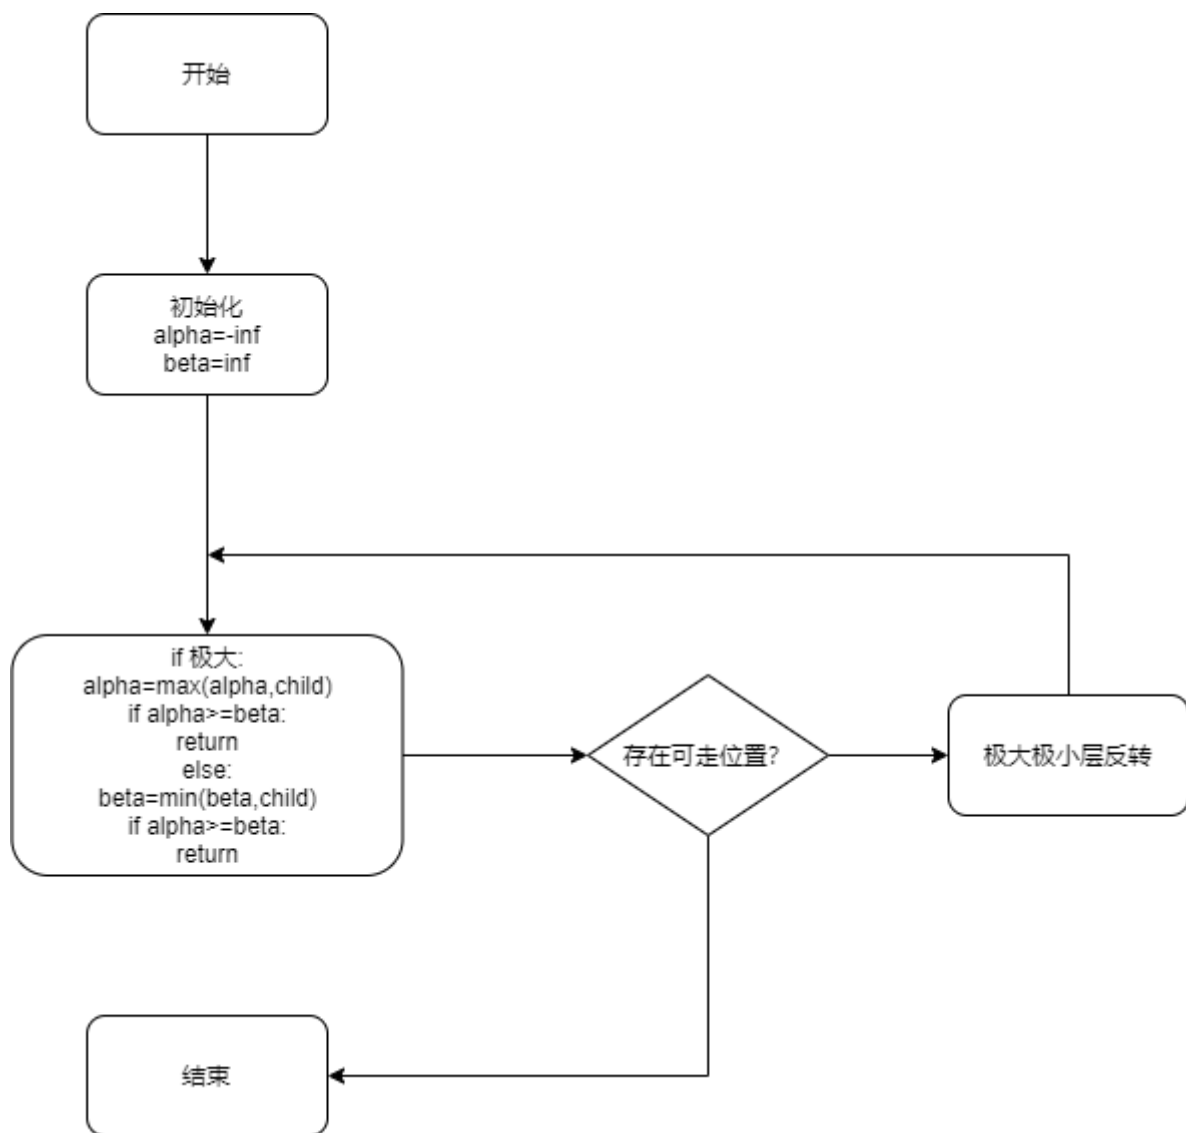 开始
初始化
alpha=-inf
beta=inf
if 极大:
alpha=max(alpha,child)
if alpha>=beta:
return
else:
beta=min(beta,child)
if alpha>=beta:
return
存在可走位置?
极大极小层反转
结束